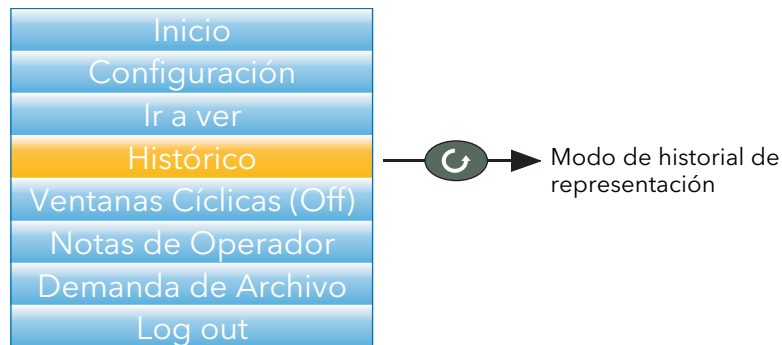 Inicio
Configuración
Ir a ver
Histórico
Ventanas Cíclicas (Off)
Notas de Operador
Demanda de Archivo
Log out
Modo de historial de
representación